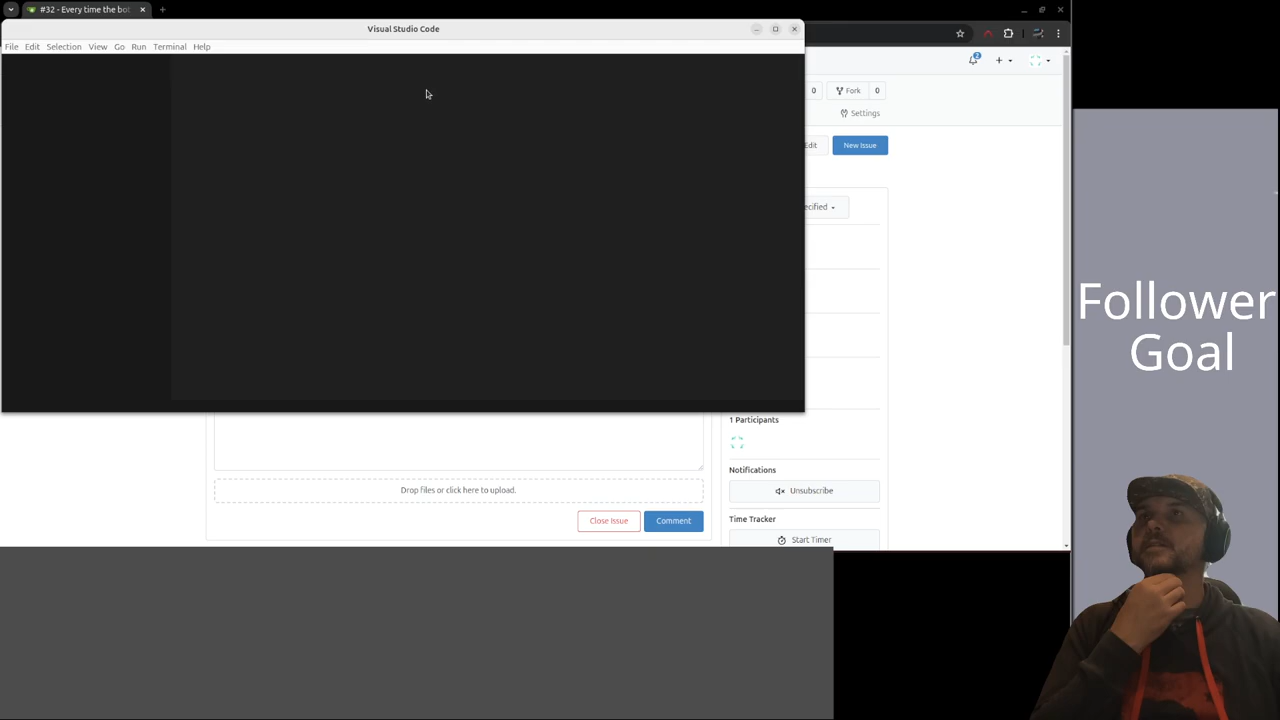 #32 - Every time the bo
Visual Studio Code
File Edit Selection View Go Run Terminal Help
2
0 Fork 0
Settings
Edit New Issue
ecified
1 Participants
Notifications
Unsubscribe
Drop files or click here to upload.
Close Issue Comment
Time Tracker
Start Timer
Follower
Goal